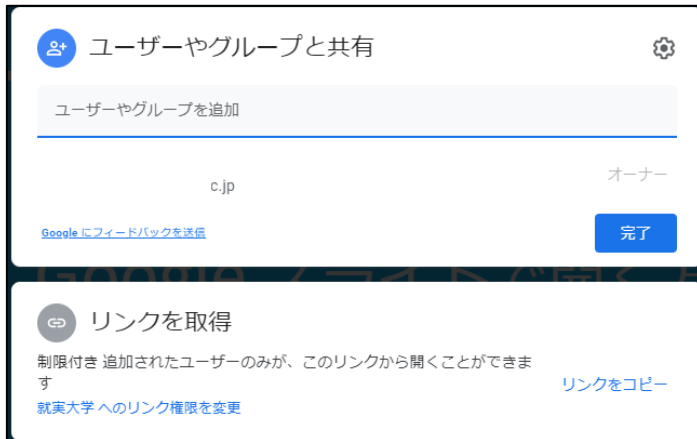 ユーザーやグループと共有
ユーザーやグループを追加
c.jp
オーナー
Google にフィードバックを送信
完了
リンクを取得
制限付き 追加されたユーザーのみが、このリンクから開くことができま
す
リンクをコピー
就実大学 へのリンク権限を変更